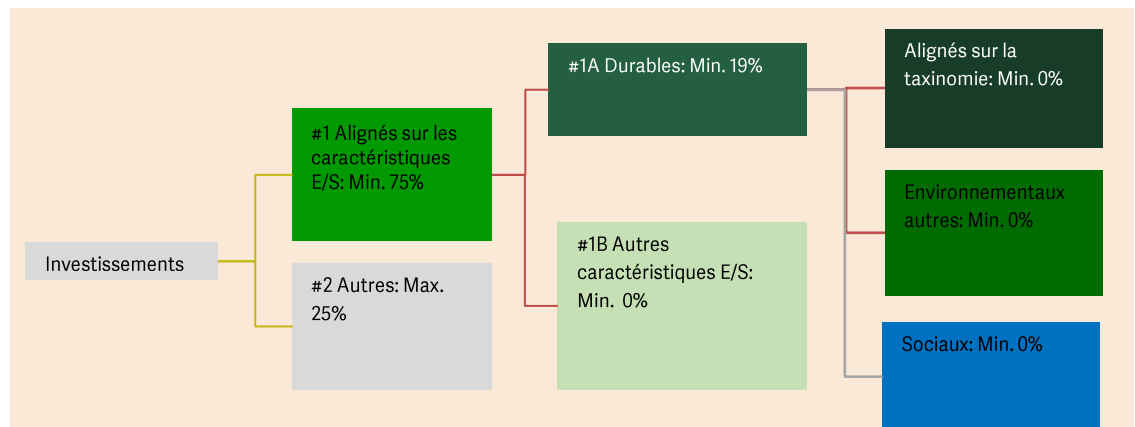 Investissements
#1 Alignés sur les
caractéristiques
E/S: Min. 75%
#2 Autres: Max.
25%
#1A Durables: Min. 19%
#1B Autres
caractéristiques E/S:
Min.  0%
Alignés sur la
taxinomie: Min. 0%
Environnementaux
autres: Min. 0%
Sociaux: Min. 0%